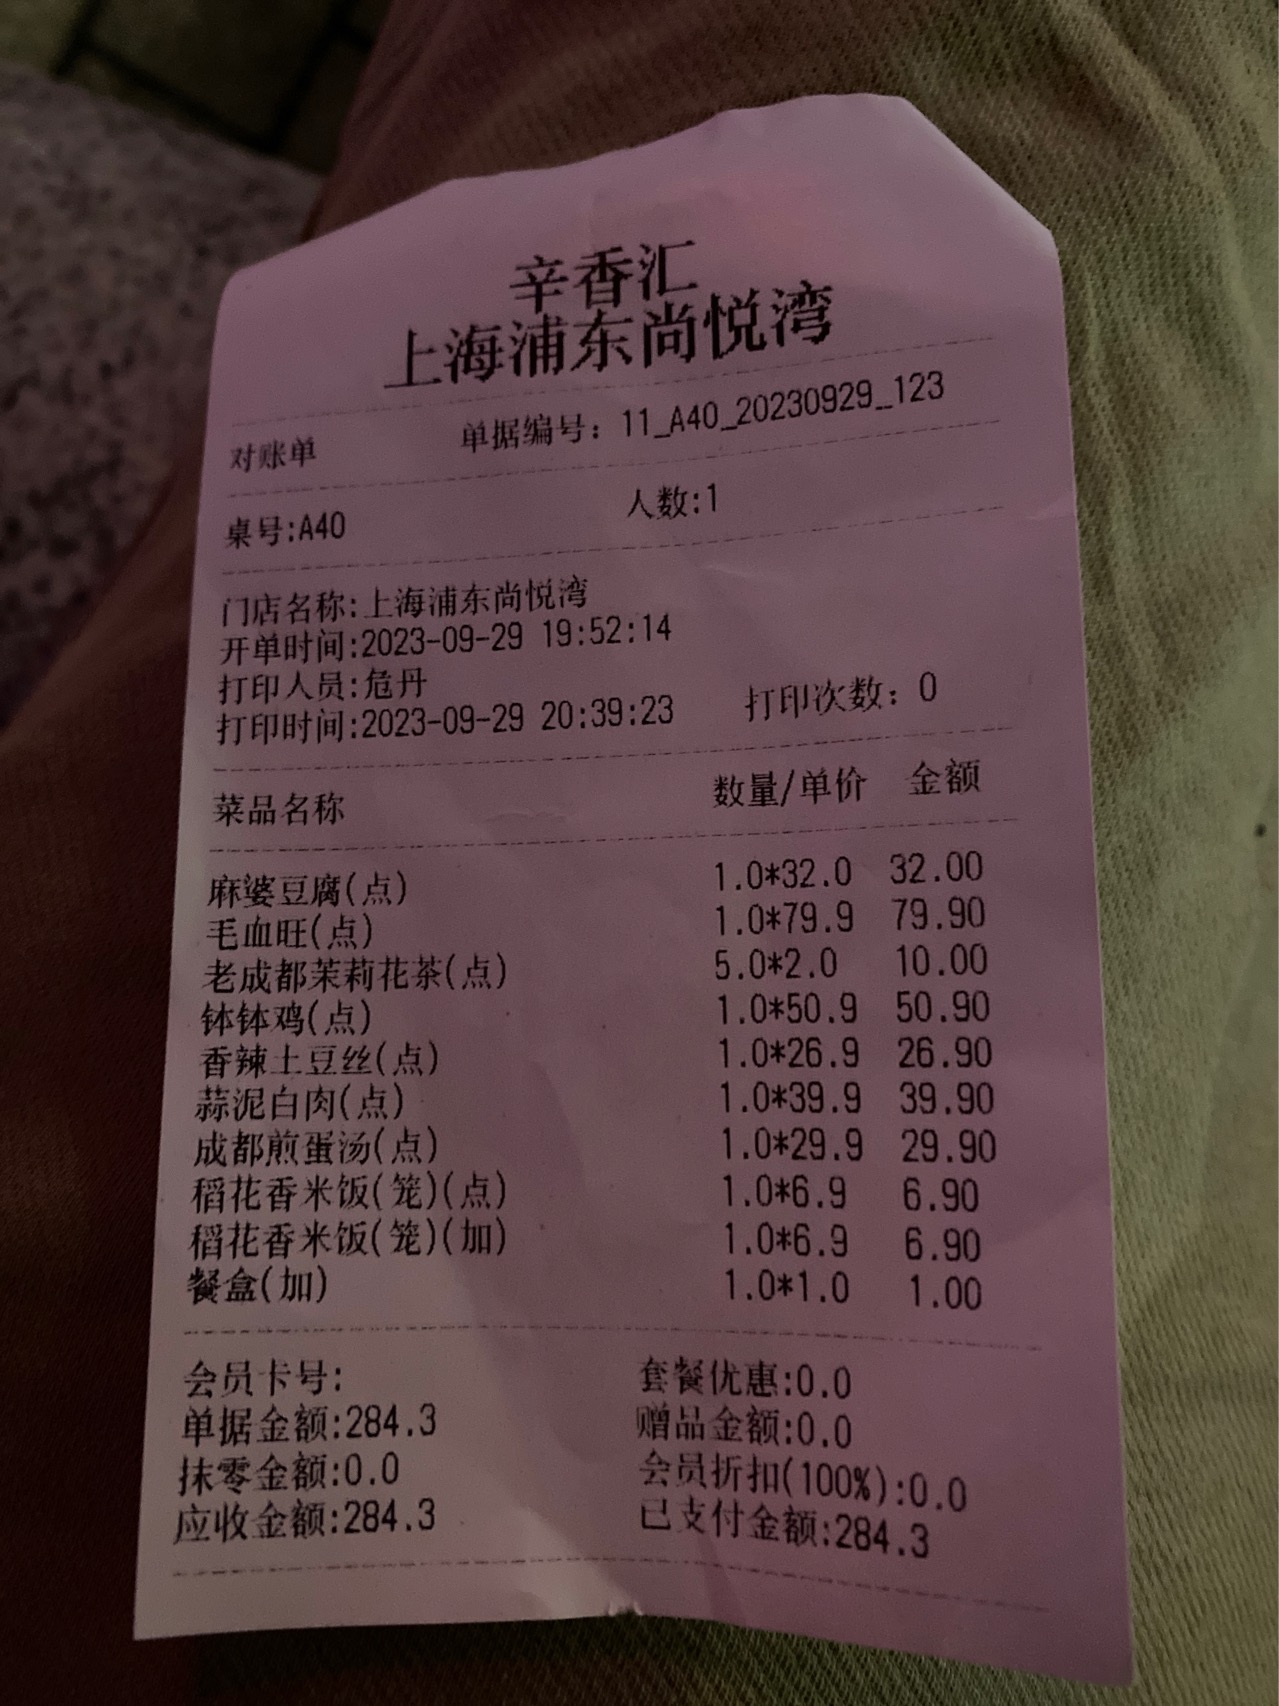 辛香汇
上海浦东尚悦湾
对账单 单据编号：11_A40_20230929_123
桌号:A40 人数:1
门店名称:上海浦东尚悦湾
开单时间:2023-09-29 19:52:14
打印人员:危丹
打印时间:2023-09-29 20:39:23 打印次数：0
菜品名称 数量/单价 金额
麻婆豆腐(点) 1.0*32.0 32.00
毛血旺(点) 1.0*79.9 79.90
老成都茉莉花茶(点) 5.0*2.0 10.00
钵钵鸡(点) 1.0*50.9 50.90
香辣土豆丝(点) 1.0*26.9 26.90
蒜泥白肉(点) 1.0*39.9 39.90
成都煎蛋汤(点) 1.0*29.9 29.90
稻花香米饭(笼)(点) 1.0*6.9 6.90
稻花香米饭(笼)(加) 1.0*6.9 6.90
餐盒(加) 1.0*1.0 1.00
会员卡号: 套餐优惠:0.0
单据金额:284.3 赠品金额:0.0
抹零金额:0.0 会员折扣(100%):0.0
应收金额:284.3 已支付金额:284.3